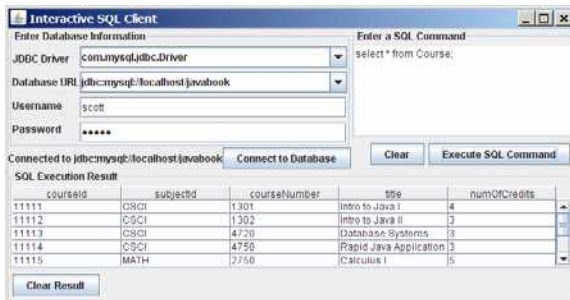 Interactive SQL Client
Enter Database Information
JDBC Driver com.mysql.jdbc.Driver
Database URL jdbc:mysql://localhost/javabook
Username scott
Password •••••
Enter a SQL Command
select * from Course;
Connected to jdbc:mysql://localhost/javabook Connect to Database
Clear Execute SQL Command
SQL Execution Result
courseId subjectId courseNumber title numOfCredits
11111 CSCI 1301 Intro to Java I 4
11112 CSCI 1302 Intro to Java II 3
11113 CSCI 4720 Database Systems 3
11114 CSCI 4750 Rapid Java Application 3
11115 MATH 2750 Calculus I 5
Clear Result